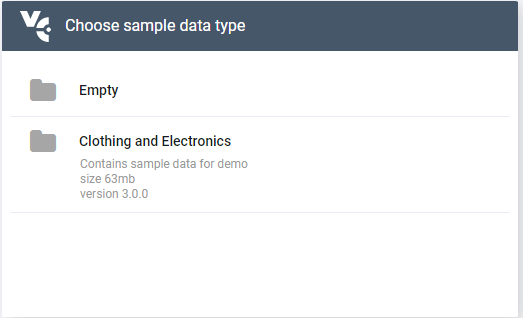 Choose sample data type
Empty
Clothing and Electronics
Contains sample data for demo
size 63mb
version 3.0.0